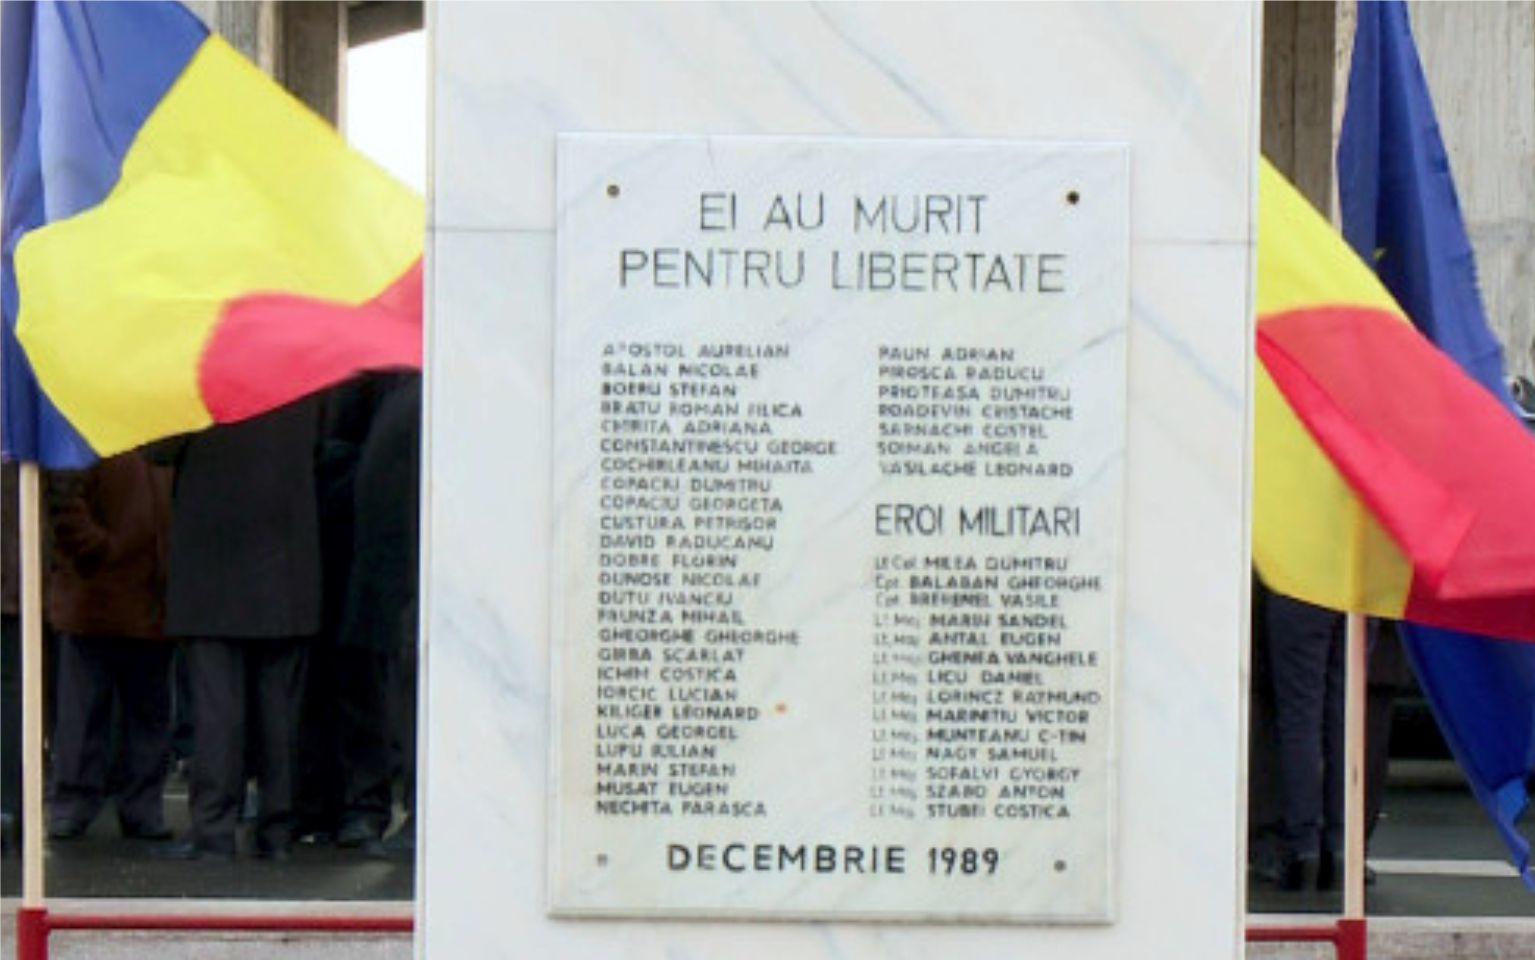 EI AU MURIT
PENTRU LIBERTATE
APOSTOL AURELIAN
BALAN NICOLAE
BOERU STEFAN
BRATU ROMAN FILICA
CHIRITA ADRIANA
CONSTANTINESCU GEORGE
COCHIRLEANU MIHAITA
COPACIU DUMITRU
COPACIU GEORGETA
CUSTURA PETRISOR
DAVID RADUCANU
DOBRE FLORIN
DUNOSE NICOLAE
DUTU IVANCIU
FRUNZA MIHAIL
GHEORGHE GHEORGHE
GIRBA SCARLAT
ICHIM COSTICA
IORCIC LUCIAN
KILIGER LEONARD
LUCA GEORGEL
LUPU IULIAN
MARIN STEFAN
MUSAT EUGEN
NECHITA PARASCA
PAUN ADRIAN
PIROSCA RADUCU
PRIOTEASA DUMITRU
ROADEVIN CRISTACHE
SARNACHI COSTEL
SOIMAN ANGELA
VASILACHE LEONARD
EROI MILITARI
Lt Col. MILEA DUMITRU
Cpt. BALABAN GHEORGHE
Cpt. VASILE
Lt Maj. MARIN SANDEL
Lt Maj. ANTAL EUGEN
Lt Maj. GHENEA VANGHELE
Lt Maj. LICU DANIEL
Lt Maj. LORINCZ RAYMUND
Lt Maj. MARINITIU VICTOR
Lt Maj. MUNTEANU C-TIN
Lt Maj. NAGY SAMUEL
Lt Maj. SOFALVI GYORGY
Lt Maj. SZABO ANTON
Lt Maj. STUBEI COSTICA
DECEMBRIE 1989